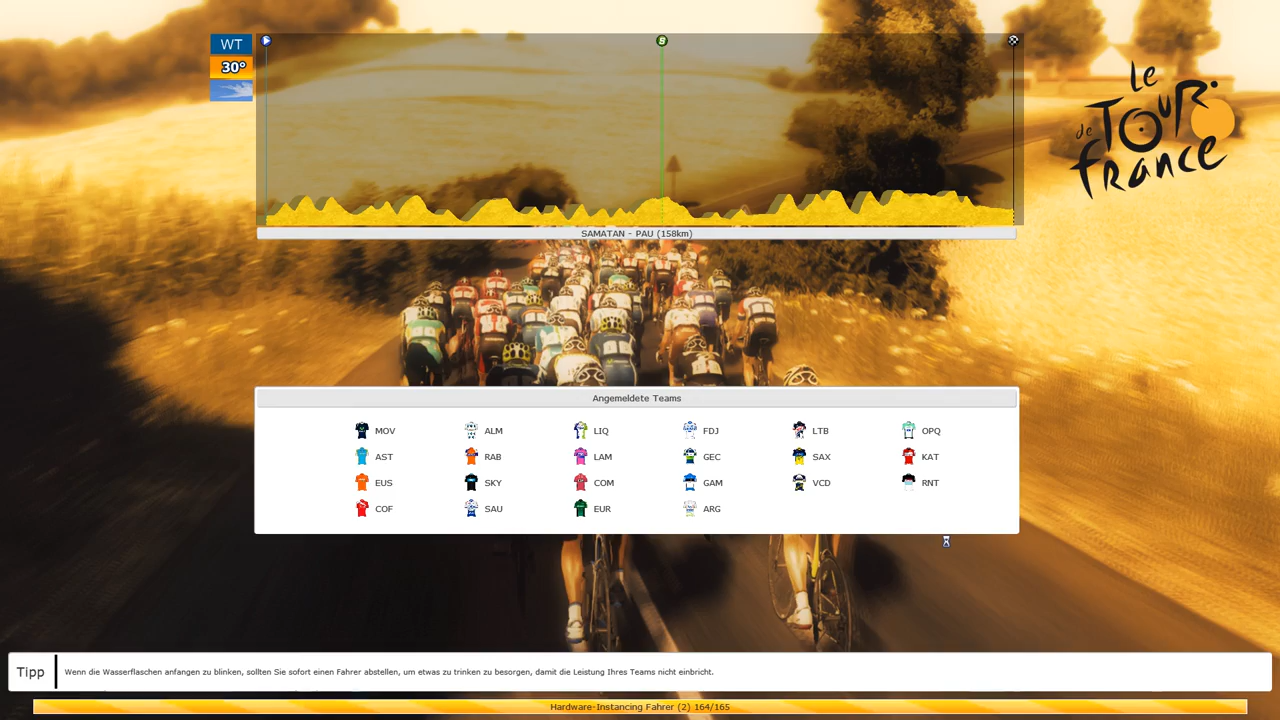 WT
30°
S
Le
TOUR
de
France
SAMATAN - PAU (158km)
Angemeldete Teams
MOV ALM LIQ FDJ LTB OPQ
AST RAB LAM GEC SAX KAT
EUS SKY COM GAM VCD RNT
COF SAU EUR ARG
Tipp
Wenn die Wasserflaschen anfangen zu blinken, sollten Sie sofort einen Fahrer abstellen, um etwas zu trinken zu besorgen, damit die Leistung Ihres Teams nicht einbricht.
Hardware-Instancing Fahrer (2) 164/165